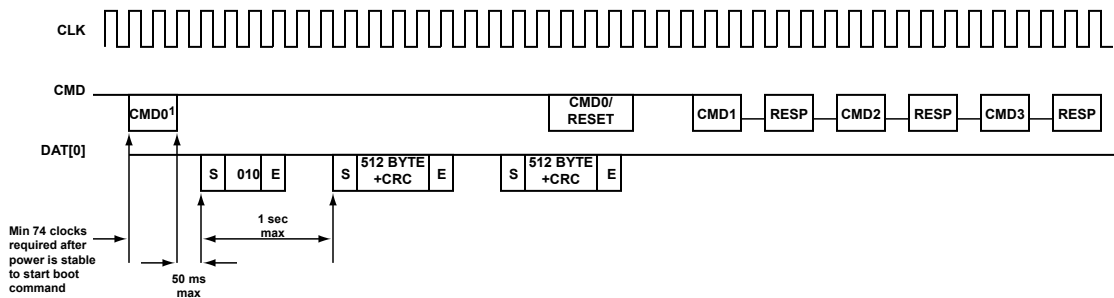 CLK
CMD
CMD0¹
CMD0/
RESET
CMD1
RESP
CMD2
RESP
CMD3
RESP
DAT[0]
S
010
E
S
512 BYTE
+CRC
E
S
512 BYTE
+CRC
E
1 sec
max
Min 74 clocks
required after
power is stable
to start boot
command
50 ms
max